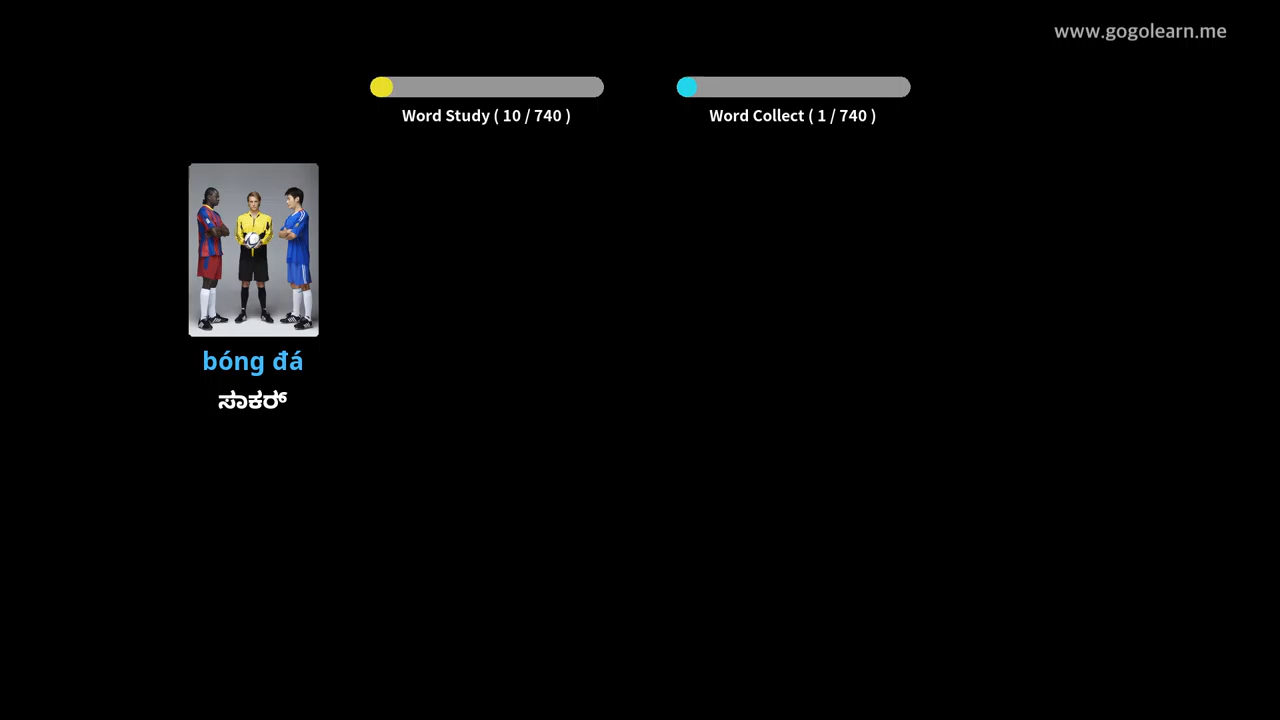 www.gogolearn.me
Word Study ( 10 / 740 )
Word Collect ( 1 / 740 )
bóng đá
ಸಾಕರ್